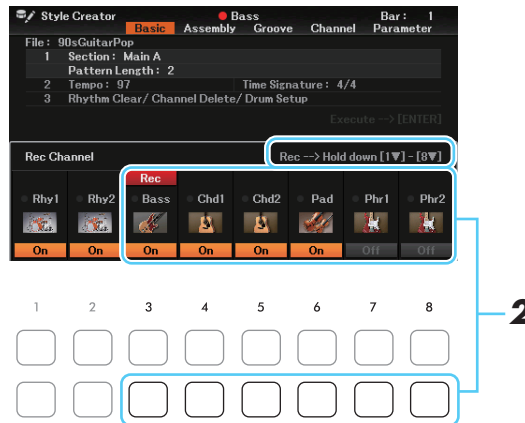 Style Creator Bass Bar: 1
Basic Assembly Groove Channel Parameter
File: 90sGuitarPop
1 Section: Main A
Pattern Length: 2
2 Tempo: 97 Time Signature: 4/4
3 Rhythm Clear/ Channel Delete/ Drum Setup
Execute-->[ENTER]
Rec Channel Rec --> Hold down [1▼] - [8▼]
Rec
Rhy1 Rhy2 Bass Chd1 Chd2 Pad Phr1 Phr2
On On On On On On Off Off
1 2 3 4 5 6 7 8
2